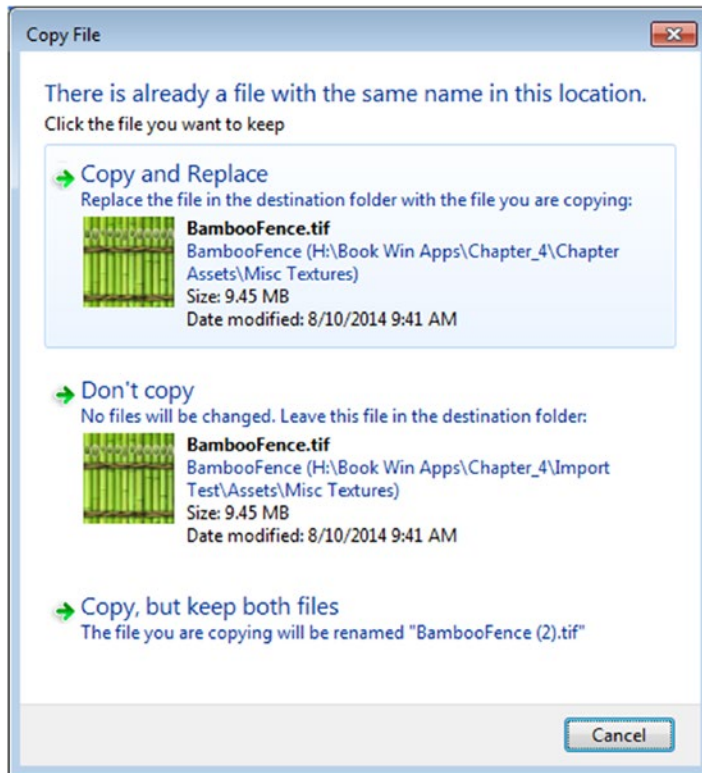 Copy File
There is already a file with the same name in this location.
Click the file you want to keep
Copy and Replace
Replace the file in the destination folder with the file you are copying:
BambooFence.tif
BambooFence (H:\Book Win Apps\Chapter_4\Chapter
Assets\Misc Textures)
Size: 9.45 MB
Date modified: 8/10/2014 9:41 AM
Don't copy
No files will be changed. Leave this file in the destination folder:
BambooFence.tif
BambooFence (H:\Book Win Apps\Chapter_4\Import
Test\Assets\Misc Textures)
Size: 9.45 MB
Date modified: 8/10/2014 9:41 AM
Copy, but keep both files
The file you are copying will be renamed "BambooFence (2).tif"
Cancel